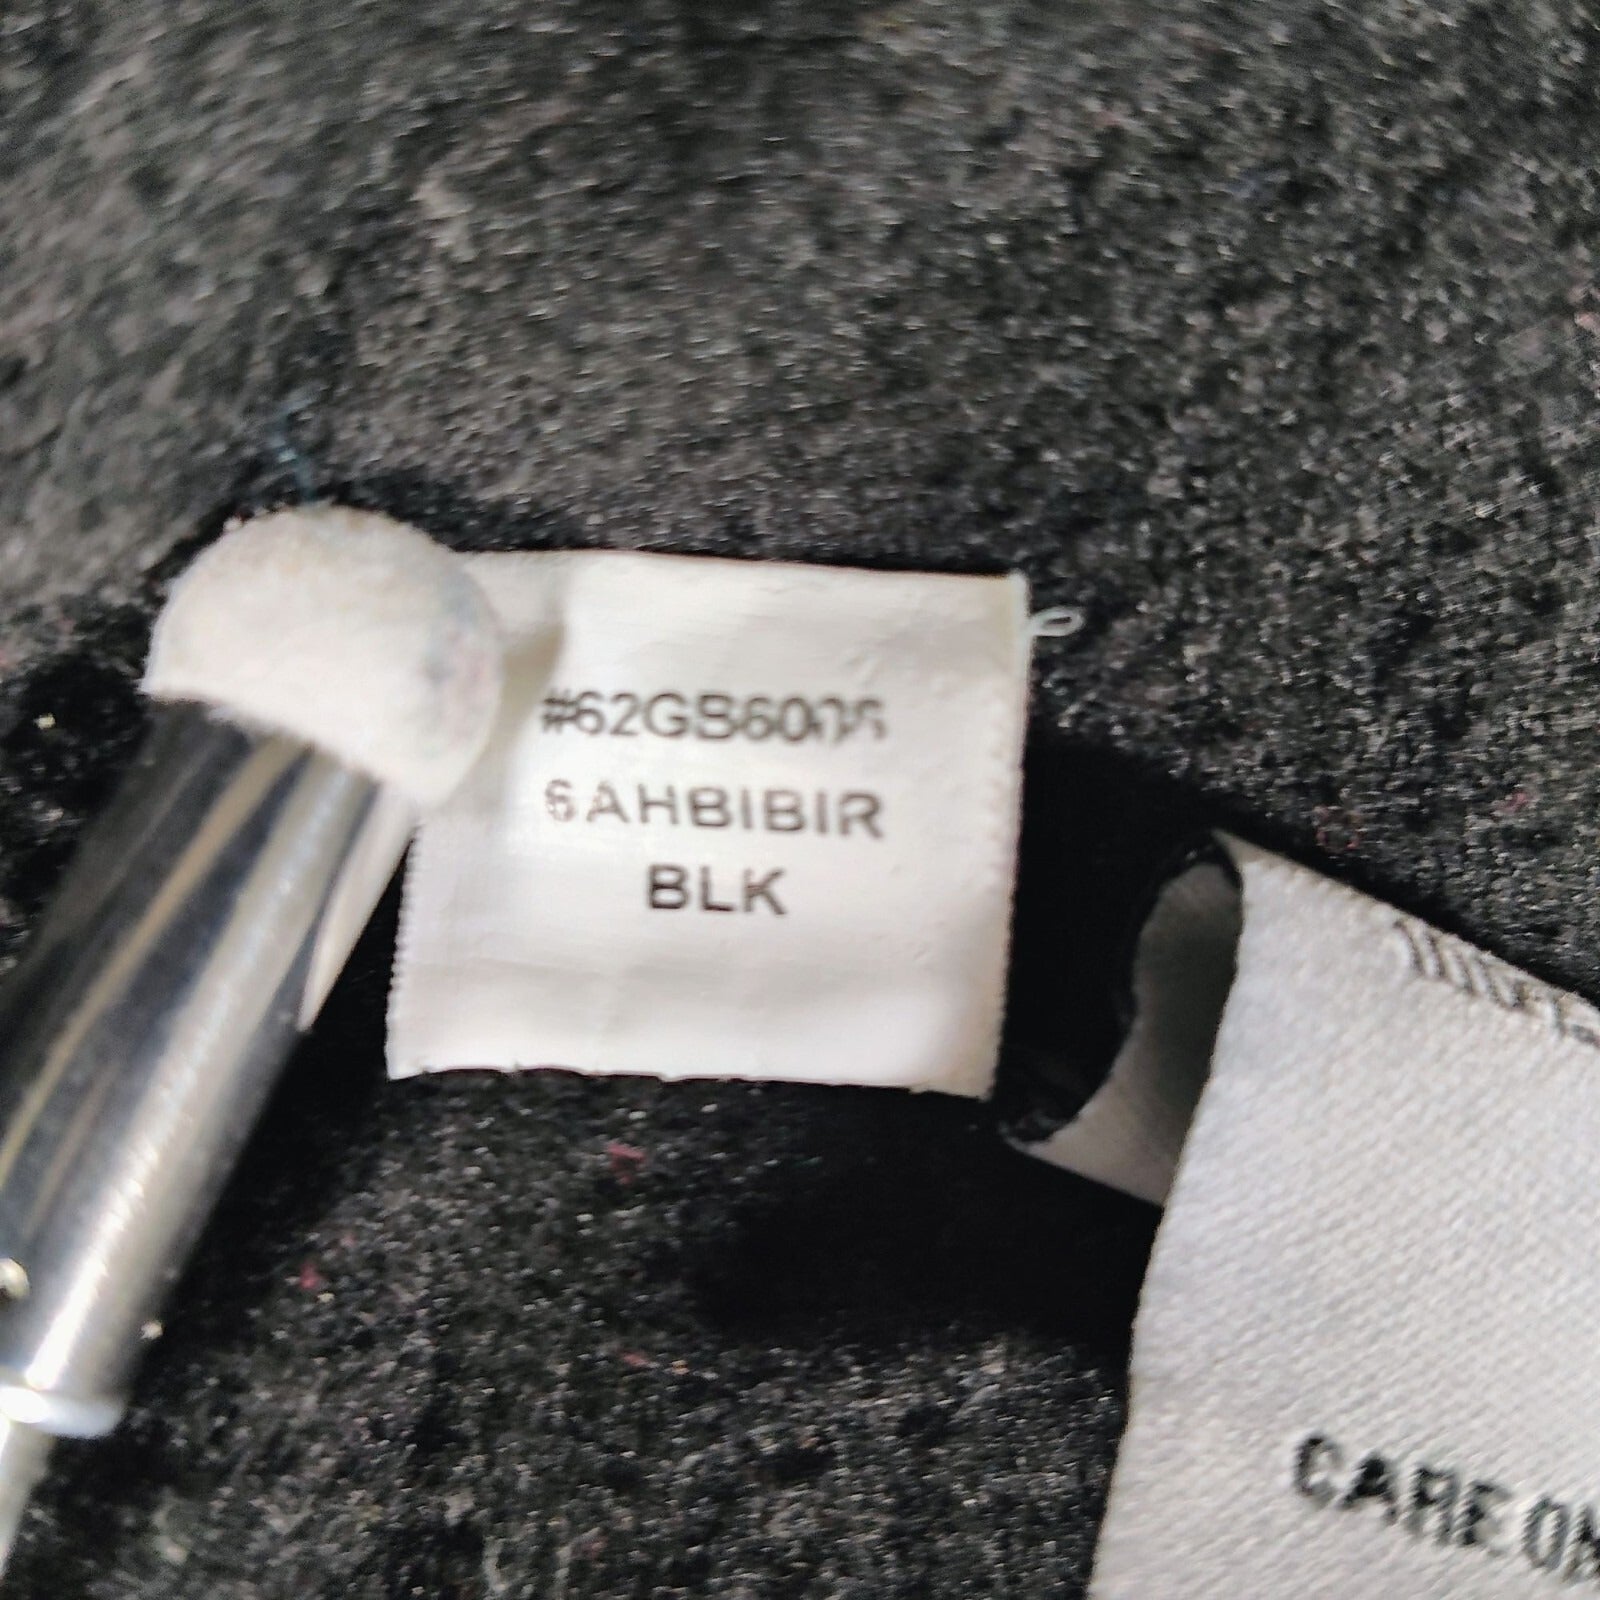 #62GB6006
6AHBIBIR
BLK
CARE ON